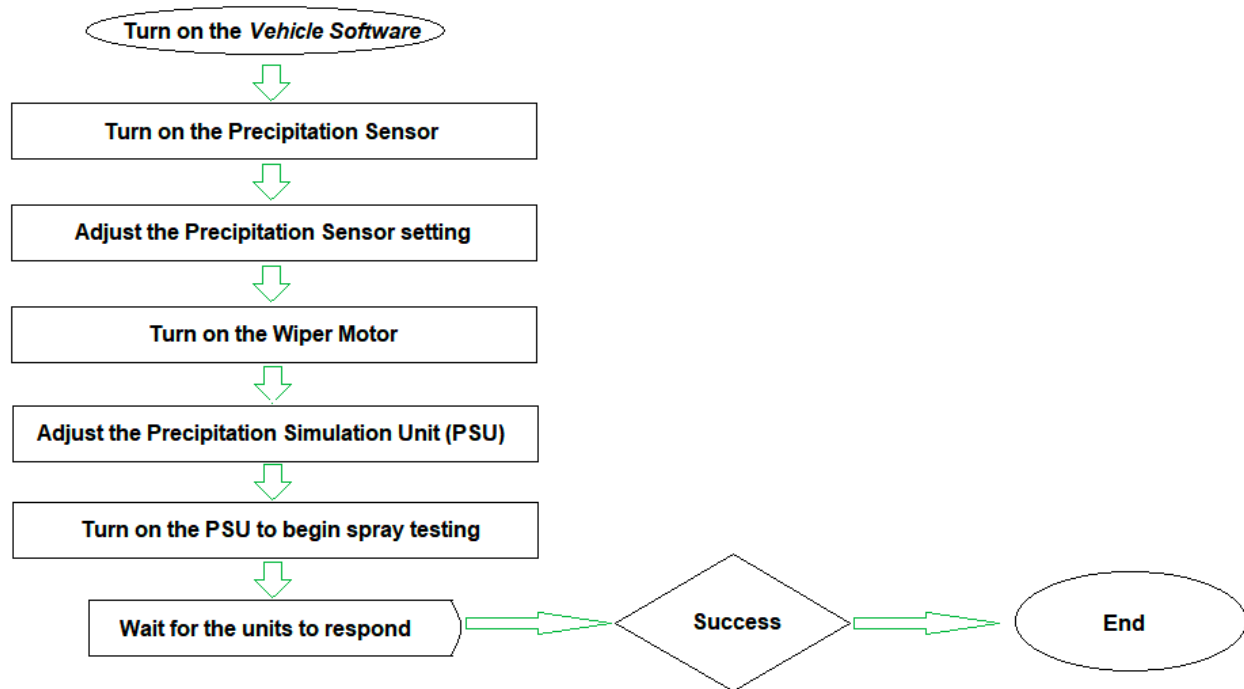 Turn on the Vehicle Software
Turn on the Precipitation Sensor
Adjust the Precipitation Sensor setting
Turn on the Wiper Motor
Adjust the Precipitation Simulation Unit (PSU)
Turn on the PSU to begin spray testing
Wait for the units to respond
Success
End